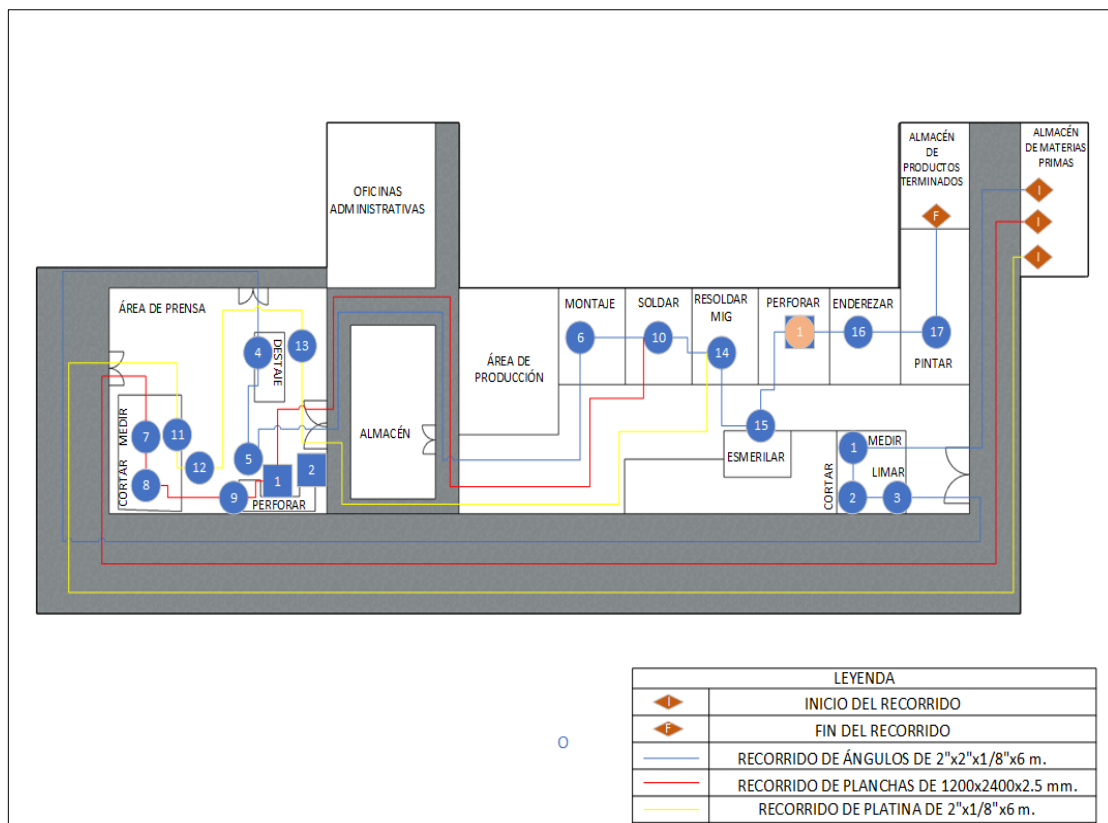 ALMACÉN
DE MATERIAS
PRIMAS
ALMACÉN
DE
PRODUCTOS
TERMINADOS
OFICINAS
ADMINISTRATIVAS
I
I
I
F
ÁREA DE PRENSA
MONTAJE
SOLDAR
RESOLDAR
MIG
PERFORAR
ENDEREZAR
6
10
14
1
16
17
PINTAR
4
DESTAJE
13
ÁREA DE
PRODUCCIÓN
ALMACÉN
MEDIR
CORTAR
7
11
8
12
5
9
1
2
PERFORAR
15
ESMERILAR
1
MEDIR
LIMAR
CORTAR
2
3
O
LEYENDA
I
INICIO DEL RECORRIDO
F
FIN DEL RECORRIDO
RECORRIDO DE ÁNGULOS DE 2"x2"x1/8"x6 m.
RECORRIDO DE PLANCHAS DE 1200x2400x2.5 mm.
RECORRIDO DE PLATINA DE 2"x1/8"x6 m.